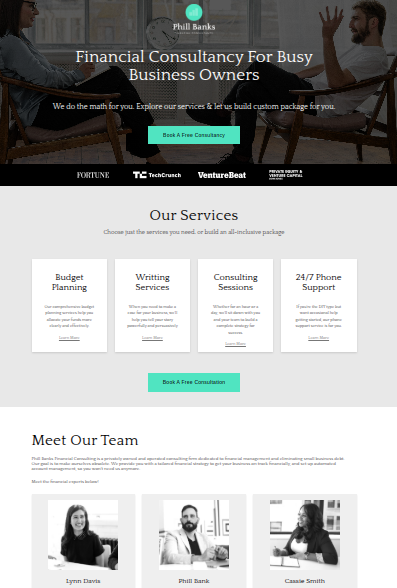 Phill Banks
Financial Consultancy For Busy
Business Owners
We do the math for you. Explore our services & let us build custom package for you.
Book A Free Consultancy
FORTUNE
TechCrunch
VentureBeat
PRIVATE EQUITY &
VENTURE CAPITAL
Our Services
Choose just the services you need, or build an all-inclusive package
Budget
Planning
Our comprehensive budget
planning services help you
allocate your funds more
clearly and effectively.
Learn More
Writting
Services
When you need to make a
case for your business, we'll
help you tell your story
powerfully and persuasively.
Learn More
Consulting
Sessions
Whether for an hour or a
day, we'll sit down with you
and your team to build a
complete strategy for
success.
Learn More
24/7 Phone
Support
If you're the DIY type but
want occasional help
getting started, our phone
support service is for you.
Learn More
Book A Free Consultation
Meet Our Team
Phill Banks Financial Consulting is a privately owned and operated consulting firm dedicated to financial management and eliminating small business debt.
Our goal is to make ourselves obsolete. We provide you with a tailored financial strategy to get your business on track financially, and set up automated
account management, so you won't need us anymore.
Meet the financial experts below!
Lynn Davis
Phill Bank
Cassie Smith